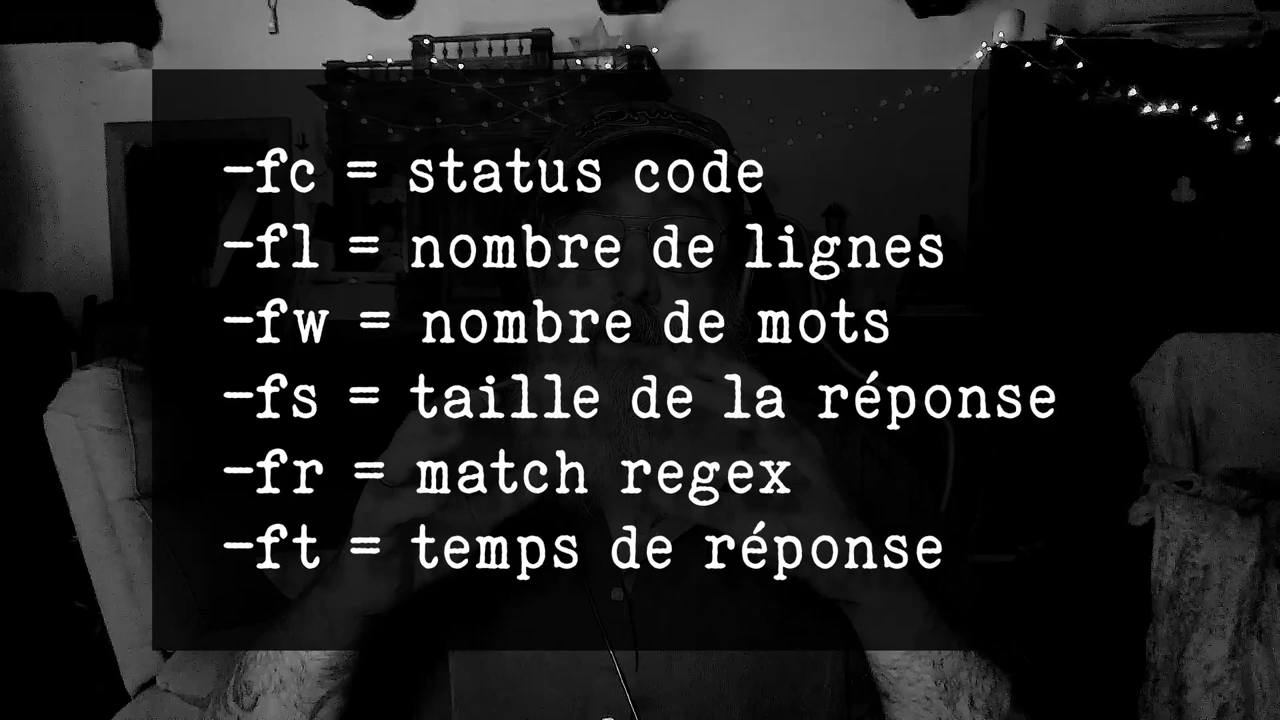 -fc = status code
-fl = nombre de lignes
-fw = nombre de mots
-fs = taille de la réponse
-fr = match regex
-ft = temps de réponse